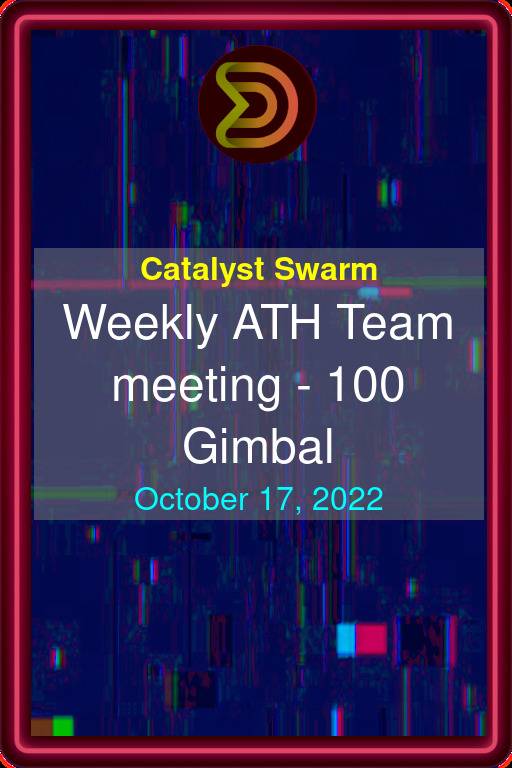 Catalyst Swarm
Weekly ATH Team
meeting - 100
Gimbal
October 17, 2022